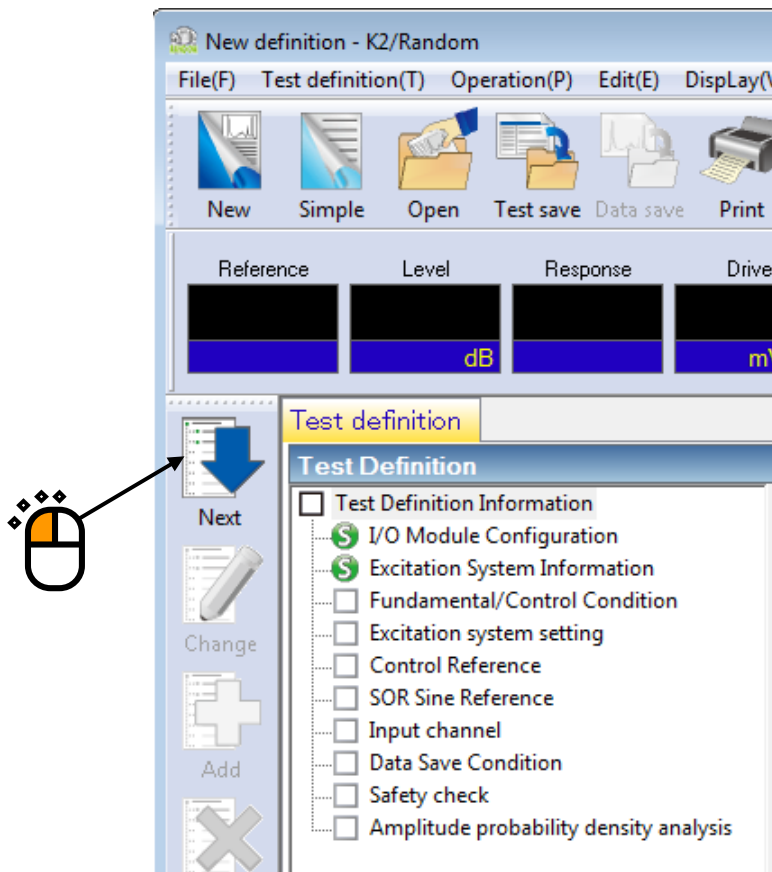 New definition - K2/Random
File(F) Test definition(T) Operation(P) Edit(E) DispLay(V
New Simple Open Test save Data save Print
Reference Level Response Drive
dB mV
Test definition
Test Definition
Next
Change
Add
Test Definition Information
S I/O Module Configuration
S Excitation System Information
Fundamental/Control Condition
Excitation system setting
Control Reference
SOR Sine Reference
Input channel
Data Save Condition
Safety check
Amplitude probability density analysis